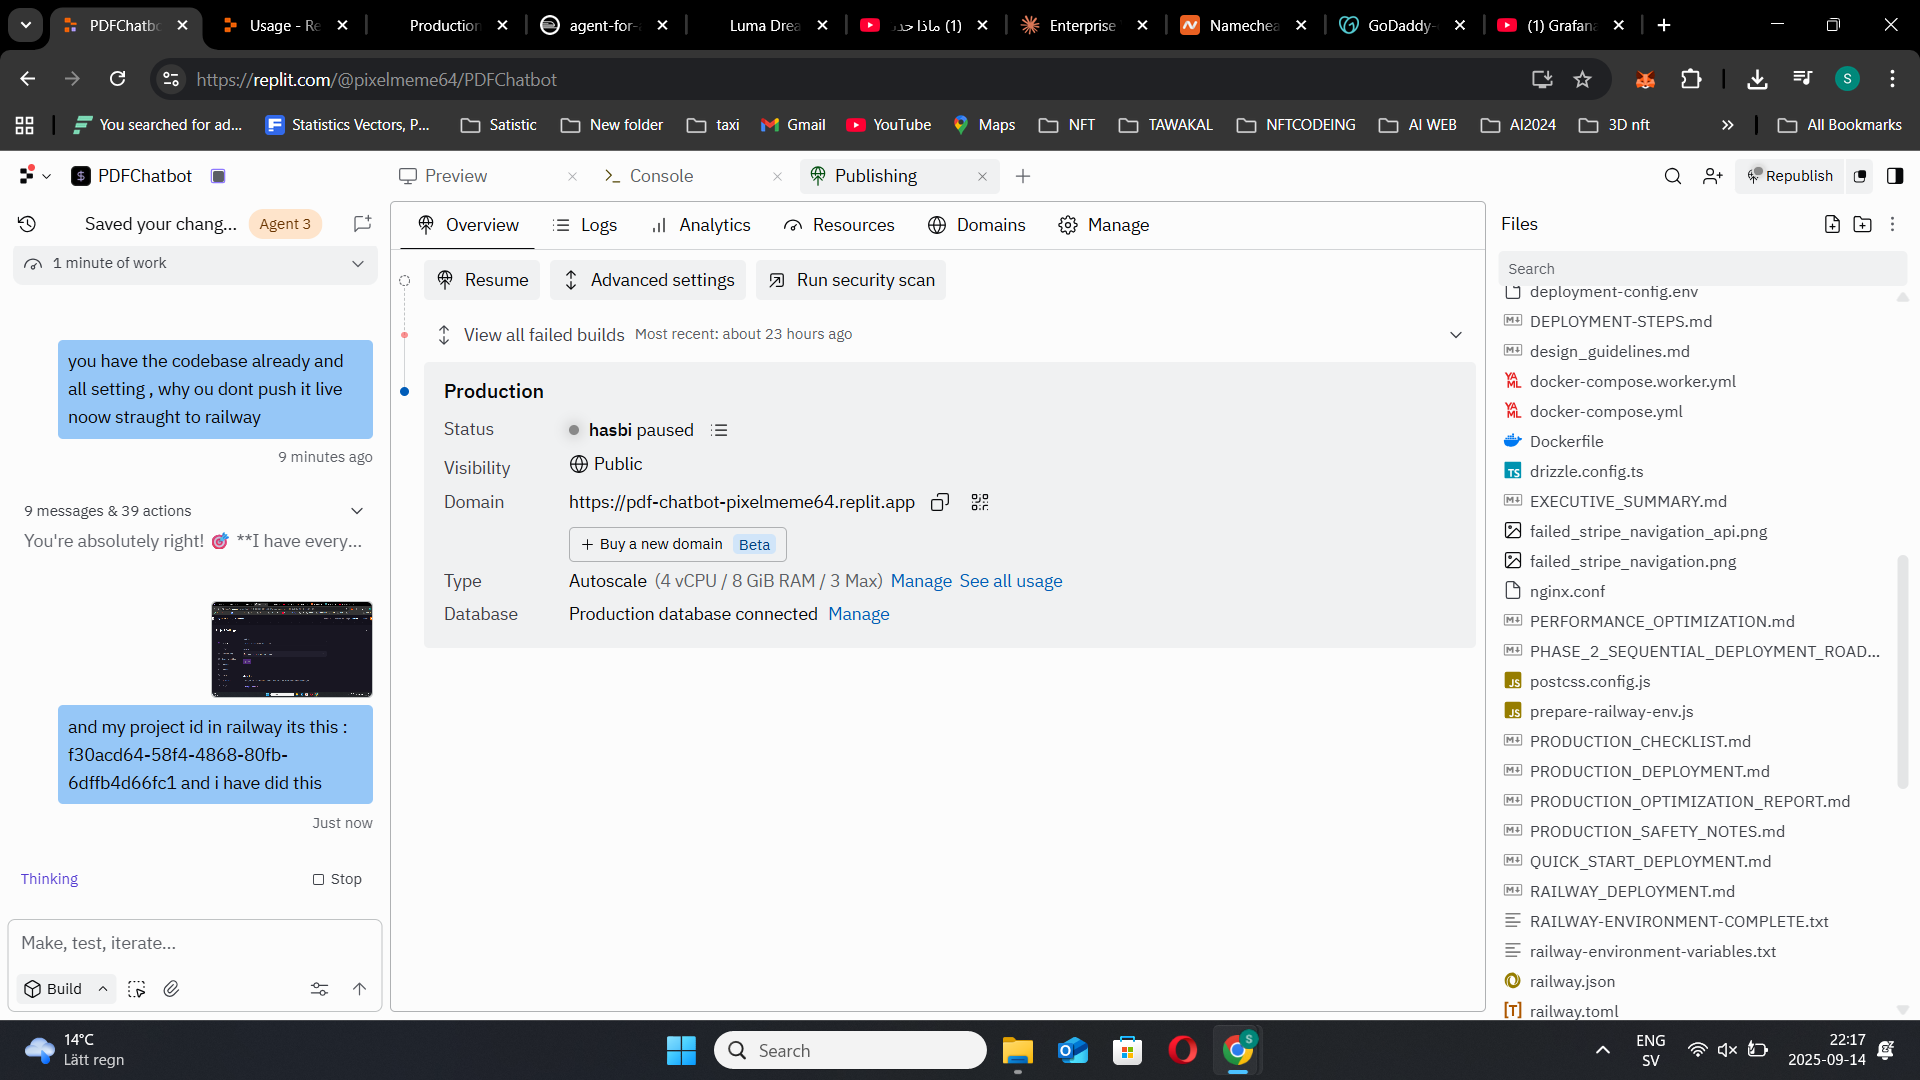 PDFChatbo
Usage - Re
Production
agent-for-a
Luma Drea
(1) ماذا حدد
Enterprise
Namechea
GoDaddy-
(1) Grafana
https://replit.com/@pixelmeme64/PDFChatbot
S
You searched for ad...
Statistics Vectors, P...
Satistic
New folder
taxi
Gmail
YouTube
Maps
NFT
TAWAKAL
NFTCODEING
AI WEB
AI2024
3D nft
All Bookmarks
PDFChatbot
Preview
Console
Publishing
Republish
Saved your chang...
Agent 3
1 minute of work
you have the codebase already and
all setting , why ou dont push it live
noow straught to railway
9 minutes ago
9 messages & 39 actions
You're absolutely right! 🎯 **I have every...
and my project id in railway its this :
f30acd64-58f4-4868-80fb-
6dffb4d66fc1 and i have did this
Just now
Thinking
Stop
Make, test, iterate...
Build
Overview
Logs
Analytics
Resources
Domains
Manage
Resume
Advanced settings
Run security scan
View all failed builds
Most recent: about 23 hours ago
Production
Status
hasbi paused
Visibility
Public
Domain
https://pdf-chatbot-pixelmeme64.replit.app
+ Buy a new domain
Beta
Type
Autoscale (4 vCPU / 8 GiB RAM / 3 Max) Manage See all usage
Database
Production database connected Manage
Files
Search
deployment-config.env
DEPLOYMENT-STEPS.md
design_guidelines.md
docker-compose.worker.yml
docker-compose.yml
Dockerfile
drizzle.config.ts
EXECUTIVE_SUMMARY.md
failed_stripe_navigation_api.png
failed_stripe_navigation.png
nginx.conf
PERFORMANCE_OPTIMIZATION.md
PHASE_2_SEQUENTIAL_DEPLOYMENT_ROAD...
postcss.config.js
prepare-railway-env.js
PRODUCTION_CHECKLIST.md
PRODUCTION_DEPLOYMENT.md
PRODUCTION_OPTIMIZATION_REPORT.md
PRODUCTION_SAFETY_NOTES.md
QUICK_START_DEPLOYMENT.md
RAILWAY_DEPLOYMENT.md
RAILWAY-ENVIRONMENT-COMPLETE.txt
railway-environment-variables.txt
railway.json
railway.toml
14°C
Lätt regn
Search
ENG
SV
22:17
2025-09-14